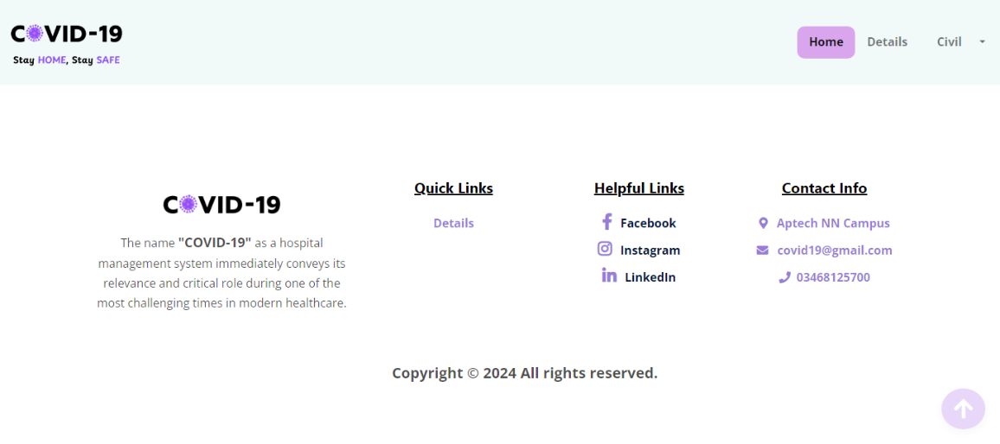 COVID-19
Stay HOME, Stay SAFE
Home
Details
Civil
COVID-19
The name "COVID-19" as a hospital
management system immediately conveys its
relevance and critical role during one of the
most challenging times in modern healthcare.
Quick Links
Details
Helpful Links
Facebook
Instagram
LinkedIn
Contact Info
Aptech NN Campus
covid19@gmail.com
03468125700
Copyright © 2024 All rights reserved.